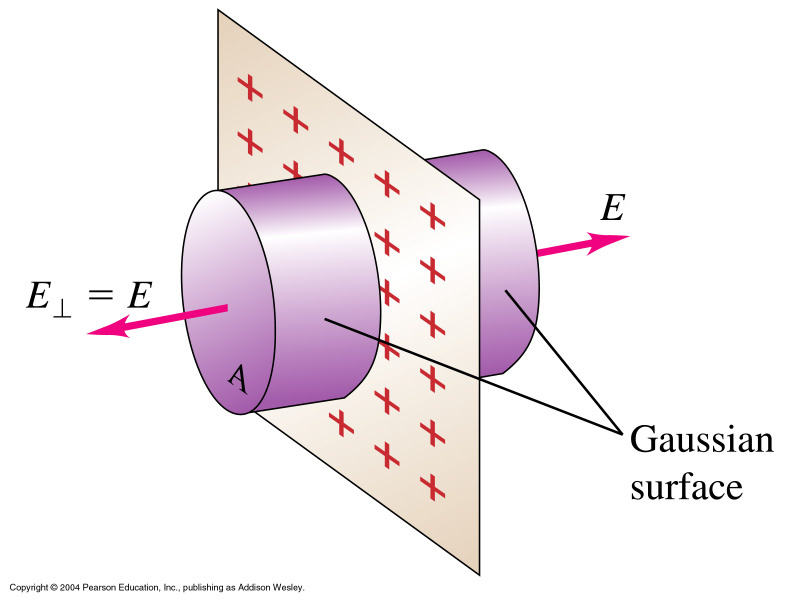 E
E⊥ = E
A
Gaussian
surface
Copyright © 2004 Pearson Education, Inc., publishing as Addison Wesley.